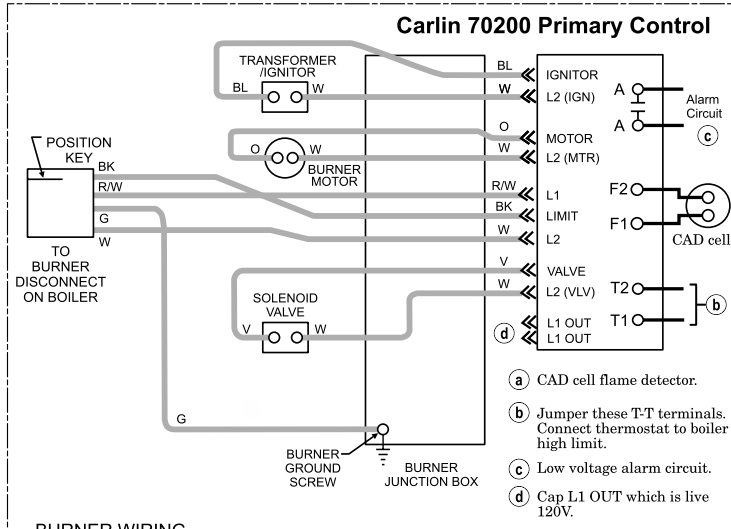 Carlin 70200 Primary Control
TRANSFORMER
/IGNITOR
BL
W
BL
IGNITOR
W
L2 (IGN)
A
A
Alarm
Circuit
c
O
W
BURNER
MOTOR
O
MOTOR
W
L2 (MTR)
POSITION
KEY
BK
R/W
G
W
TO
BURNER
DISCONNECT
ON BOILER
R/W
L1
BK
LIMIT
W
L2
F2
F1
CAD cell
V
VALVE
W
L2 (VLV)
SOLENOID
VALVE
V
W
T2
T1
b
d
L1 OUT
L1 OUT
a CAD cell flame detector.
b Jumper these T-T terminals.
Connect thermostat to boiler
high limit.
c Low voltage alarm circuit.
d Cap L1 OUT which is live
120V.
G
BURNER
GROUND
SCREW
BURNER
JUNCTION BOX
BURNER WIRING